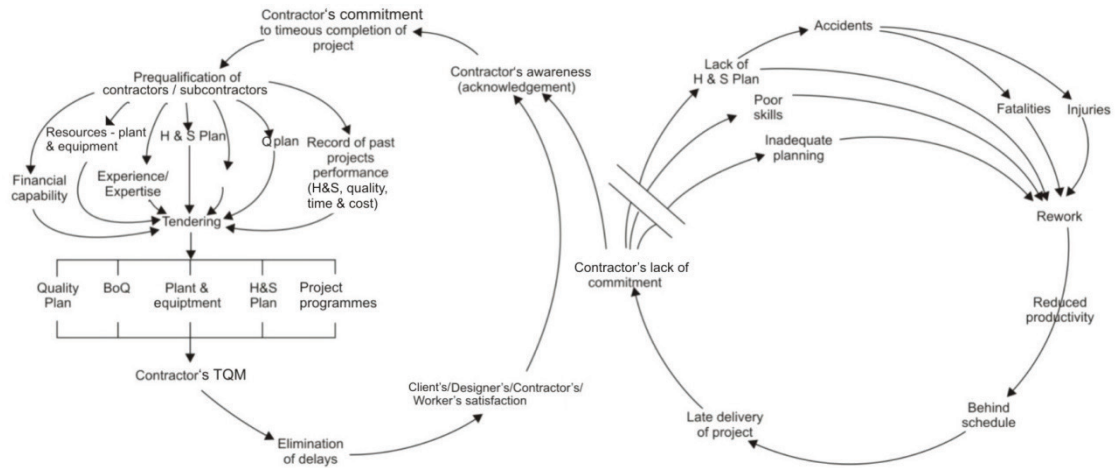 Contractor's commitment
to timeous completion of
project
Prequalification of
contractors / subcontractors
Resources - plant
& equipment
H & S Plan
Q plan
Record of past
projects
performance
(H&S, quality,
time & cost)
Financial
capability
Experience/
Expertise
Tendering
Quality
Plan
BoQ
Plant &
equiptment
H&S
Plan
Project
programmes
Contractor's TQM
Elimination
of delays
Client's/Designer's/Contractor's/
Worker's satisfaction
Contractor's awareness
(acknowledgement)
Contractor's lack of
commitment
Lack of
H & S Plan
Accidents
Poor
skills
Inadequate
planning
Fatalities
Injuries
Rework
Reduced
productivity
Behind
schedule
Late delivery
of project